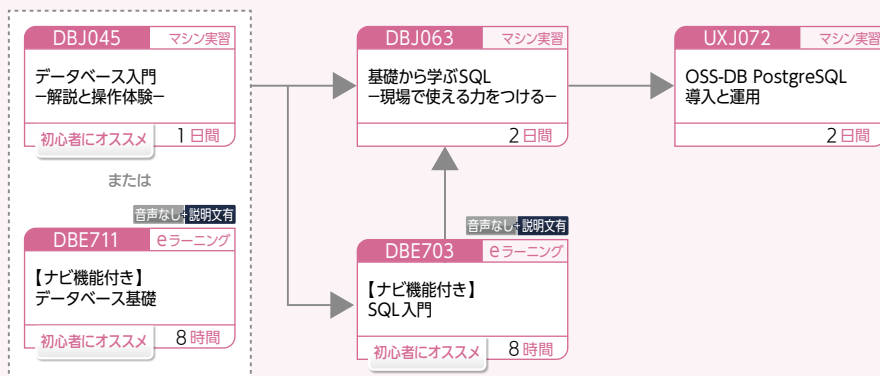 DBJ045 マシン実習
データベース入門
−解説と操作体験−
初心者にオススメ 1日間
または
音声なし+説明文有
DBE711 eラーニング
【ナビ機能付き】
データベース基礎
初心者にオススメ 8時間
DBJ063 マシン実習
基礎から学ぶSQL
−現場で使える力をつける−
2日間
音声なし+説明文有
DBE703 eラーニング
【ナビ機能付き】
SQL入門
初心者にオススメ 8時間
UXJ072 マシン実習
OSS-DB PostgreSQL
導入と運用
2日間